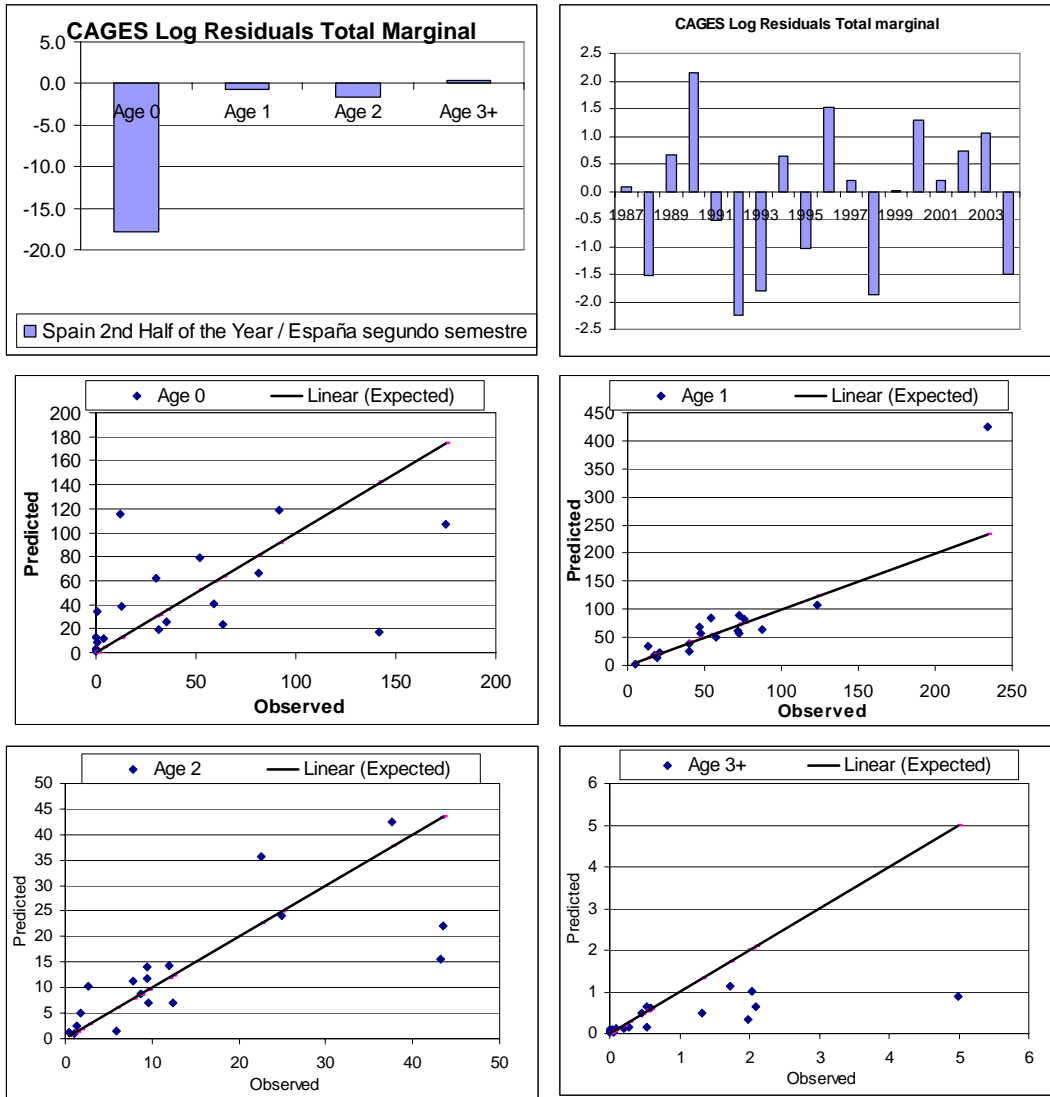 CAGES Log Residuals Total Marginal
5.0
0.0
-5.0
-10.0
-15.0
-20.0
Age 0 Age 1 Age 2 Age 3+
Spain 2nd Half of the Year / España segundo semestre
CAGES Log Residuals Total marginal
2.5
2.0
1.5
1.0
0.5
0.0
-0.5
-1.0
-1.5
-2.0
-2.5
1987 1989 1991 1993 1995 1997 1999 2001 2003
Age 0 Linear (Expected)
Predicted
200
180
160
140
120
100
80
60
40
20
0
0 50 100 150 200
Observed
Age 1 Linear (Expected)
Predicted
450
400
350
300
250
200
150
100
50
0
0 50 100 150 200 250
Observed
Age 2 Linear (Expected)
Predicted
50
45
40
35
30
25
20
15
10
5
0
0 10 20 30 40 50
Observed
Age 3+ Linear (Expected)
Predicted
6
5
4
3
2
1
0
0 1 2 3 4 5 6
Observed